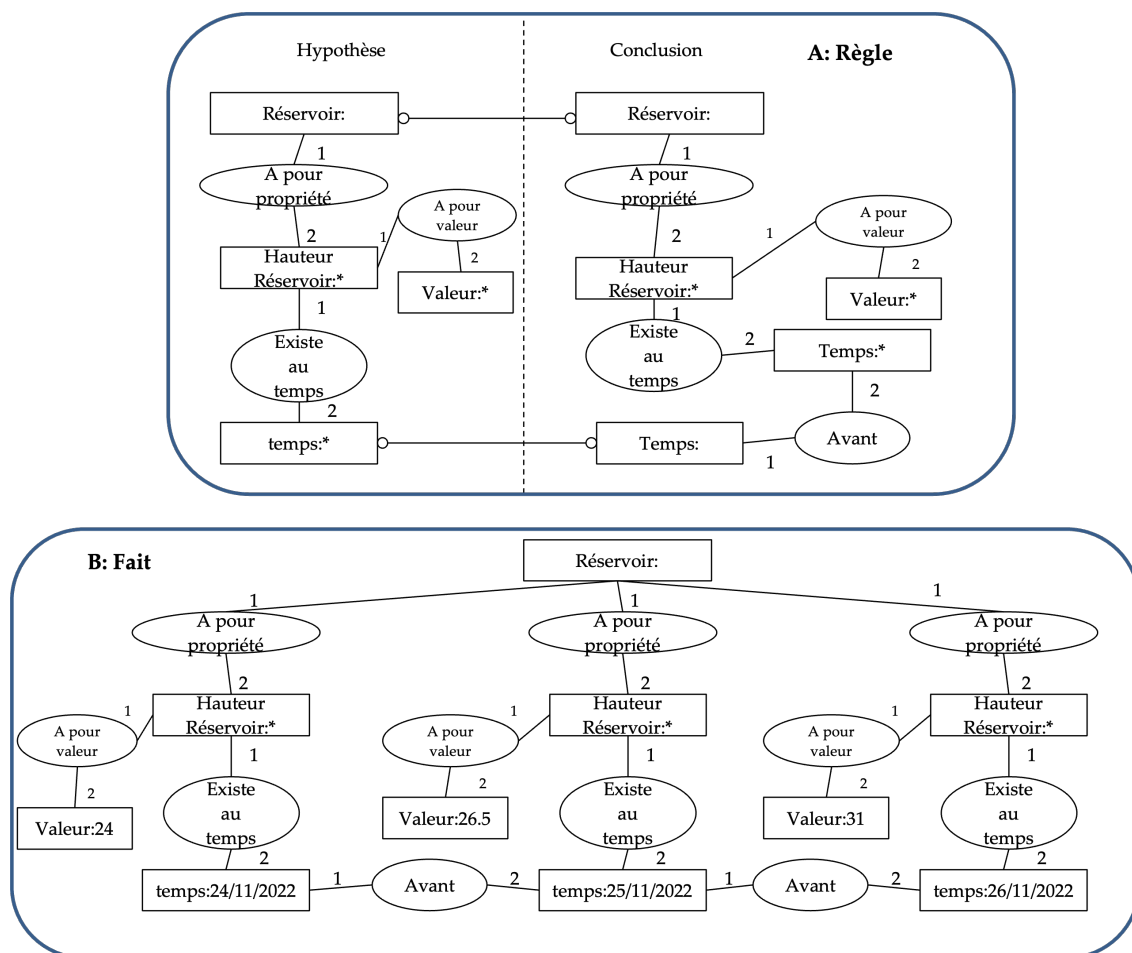 Hypothèse
Conclusion
A: Règle
Réservoir:
Réservoir:
1
1
A pour
propriété
A pour
propriété
A pour
valeur
A pour
valeur
2
1
2
1
Hauteur
Réservoir:*
2
Valeur:*
Hauteur
Réservoir:*
2
Valeur:*
1
1
Existe
au
temps
Existe
au
temps
2
Temps:*
2
2
temps:*
Temps:
1
Avant
B: Fait
Réservoir:
1
1
1
A pour
propriété
A pour
propriété
A pour
propriété
2
2
2
1
Hauteur
Réservoir:*
1
Hauteur
Réservoir:*
1
Hauteur
Réservoir:*
A pour
valeur
A pour
valeur
A pour
valeur
1
1
1
2
2
2
Valeur:24
Existe
au
temps
Valeur:26.5
Existe
au
temps
Valeur:31
Existe
au
temps
2
2
2
temps:24/11/2022
1
Avant
2
temps:25/11/2022
1
Avant
2
temps:26/11/2022